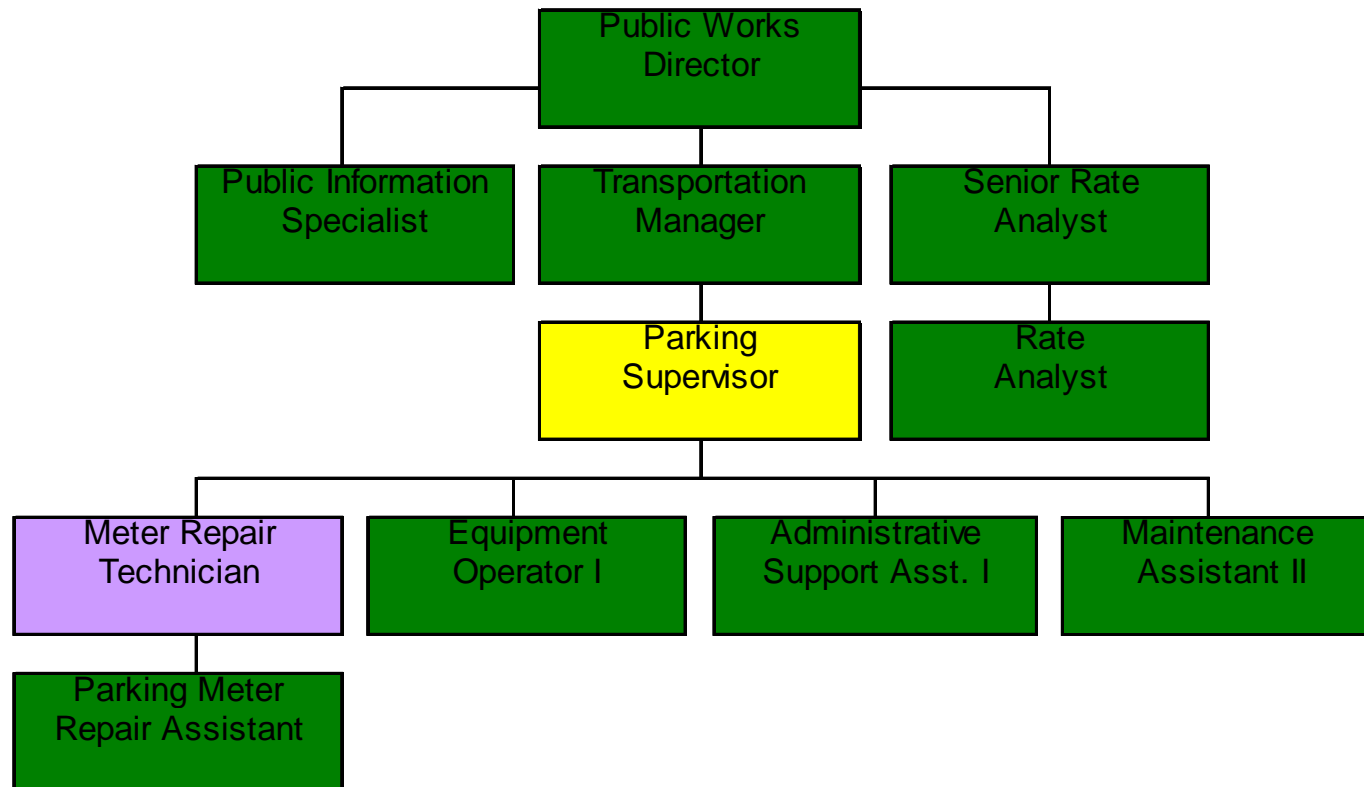 Public Works
Director
Public Information
Specialist
Transportation
Manager
Senior Rate
Analyst
Parking
Supervisor
Rate
Analyst
Meter Repair
Technician
Equipment
Operator I
Administrative
Support Asst. I
Maintenance
Assistant II
Parking Meter
Repair Assistant